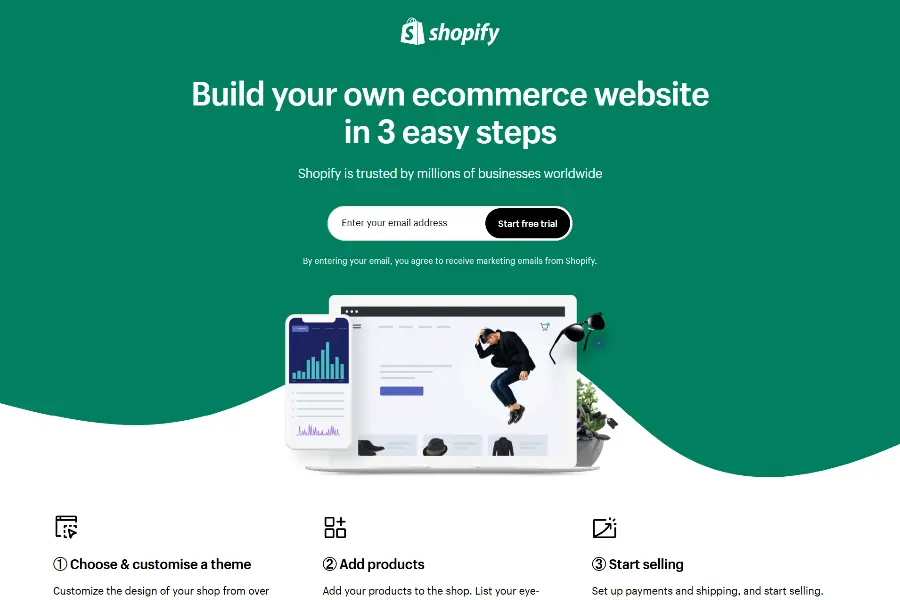 shopify
Build your own ecommerce website
in 3 easy steps
Shopify is trusted by millions of businesses worldwide
Enter your email address
Start free trial
By entering your email, you agree to receive marketing emails from Shopify.
① Choose & customise a theme
Customize the design of your shop from over
② Add products
Add your products to the shop. List your eye-
③ Start selling
Set up payments and shipping, and start selling.